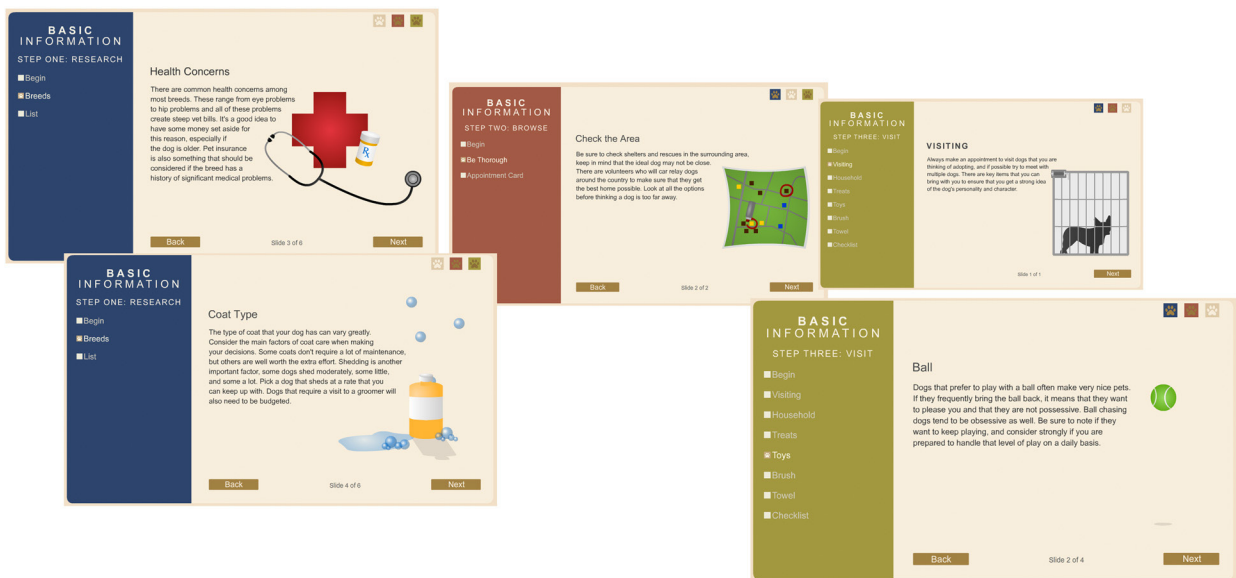 BASIC
INFORMATION
STEP ONE: RESEARCH
Begin
Breeds
List
Health Concerns
There are common health concerns among
most breeds. These range from eye problems
to hip problems and all of these problems
create steep vet bills. It's a good idea to
have some money set aside for
this reason, especially if
the dog is older. Pet insurance
is also something that should be
considered if the breed has a
history of significant medical problems.
Rx
Back
Slide 3 of 6
Next
BASIC
INFORMATION
STEP TWO: BROWSE
Begin
Be Thorough
Appointment Card
Check the Area
Be sure to check shelters and rescues in the surrounding area,
keep in mind that the ideal dog may not be close.
There are volunteers who will car relay dogs
around the country to make sure that they get
the best home possible. Look at all the options
before thinking a dog is too far away.
Back
Slide 2 of 2
Next
BASIC
INFORMATION
STEP THREE: VISIT
Begin
Visiting
Household
Treats
Toys
Brush
Towel
Checklist
VISITING
Always make an appointment to visit dogs that you are
thinking of adopting, and if possible try to meet with
multiple dogs. There are key items that you can
bring with you to ensure that you get a strong idea
of the dog's personality and character.
Slide 1 of 1
Next
BASIC
INFORMATION
STEP ONE: RESEARCH
Begin
Breeds
List
Coat Type
The type of coat that your dog has can vary greatly.
Consider the main factors of coat care when making
your decisions. Some coats don't require a lot of maintenance,
but others are well worth the extra effort. Shedding is another
important factor, some dogs shed moderately, some little,
and some a lot. Pick a dog that sheds at a rate that you
can keep up with. Dogs that require a visit to a groomer will
also need to be budgeted.
Back
Slide 4 of 6
Next
BASIC
INFORMATION
STEP THREE: VISIT
Begin
Visiting
Household
Treats
Toys
Brush
Towel
Checklist
Ball
Dogs that prefer to play with a ball often make very nice pets.
If they frequently bring the ball back, it means that they want
to please you and that they are not possessive. Ball chasing
dogs tend to be obsessive as well. Be sure to note if they
want to keep playing, and consider strongly if you are
prepared to handle that level of play on a daily basis.
Back
Slide 2 of 4
Next